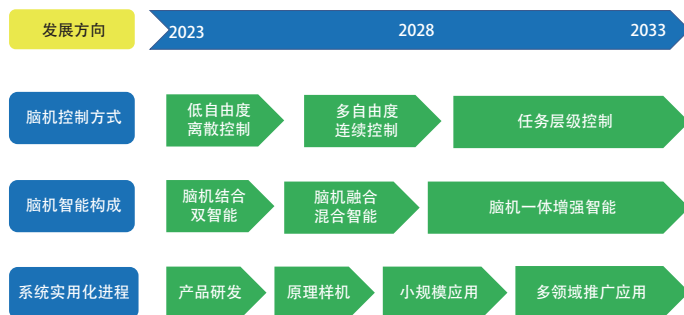 发展方向
2023
2028
2033
脑机控制方式
低自由度
离散控制
多自由度
连续控制
任务层级控制
脑机智能构成
脑机结合
双智能
脑机融合
混合智能
脑机一体增强智能
系统实用化进程
产品研发
原理样机
小规模应用
多领域推广应用